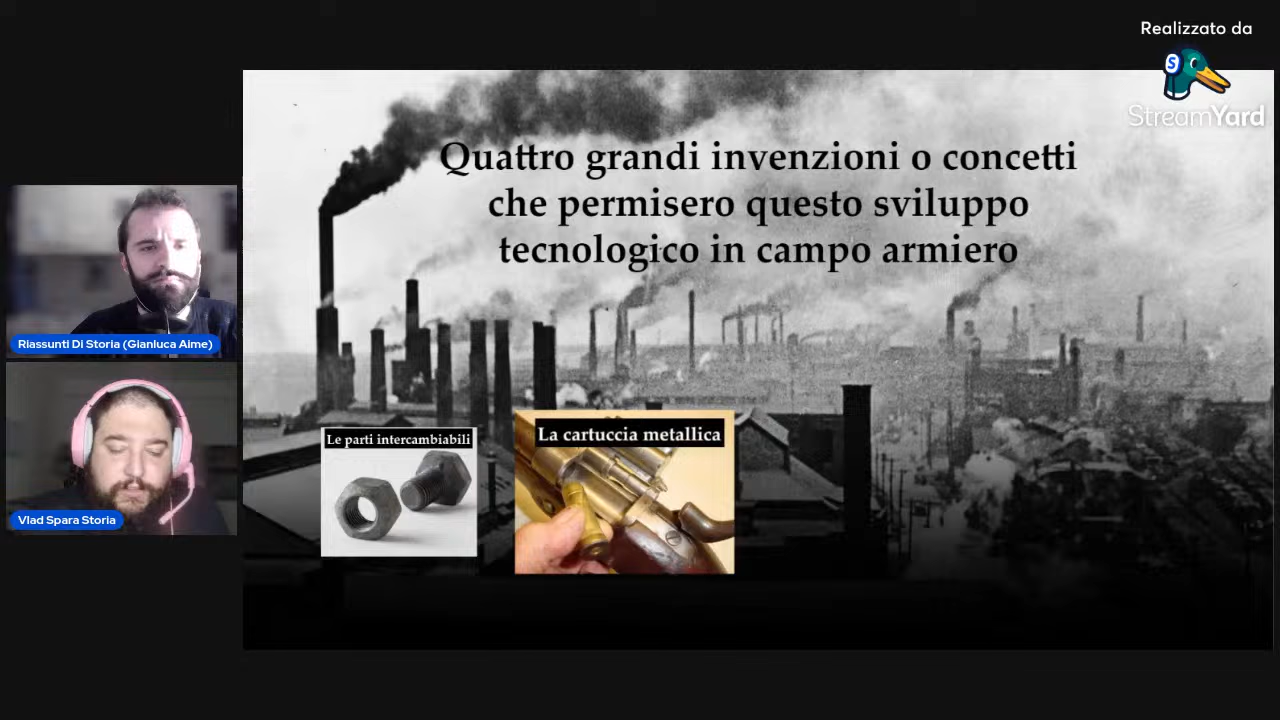 Realizzato da
StreamYard
Quattro grandi invenzioni o concetti
che permisero questo sviluppo
tecnologico in campo armiero
Riassunti Di Storia (Gianluca Aime)
Vlad Spara Storia
Le parti intercambiabili
La cartuccia metallica